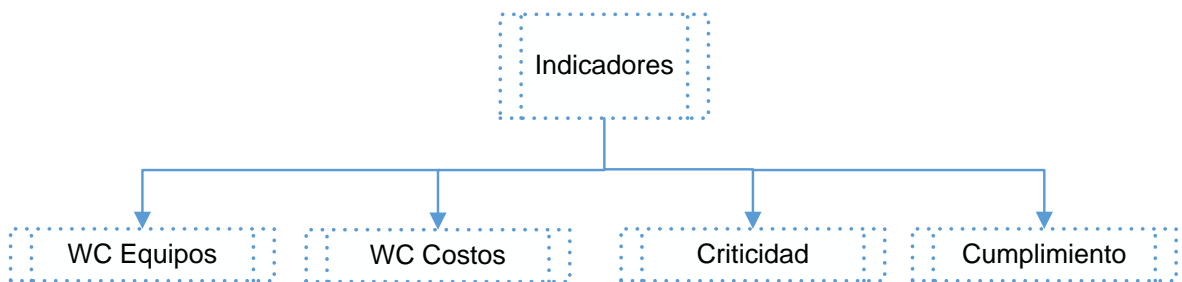 Indicadores
WC Equipos
WC Costos
Criticidad
Cumplimiento